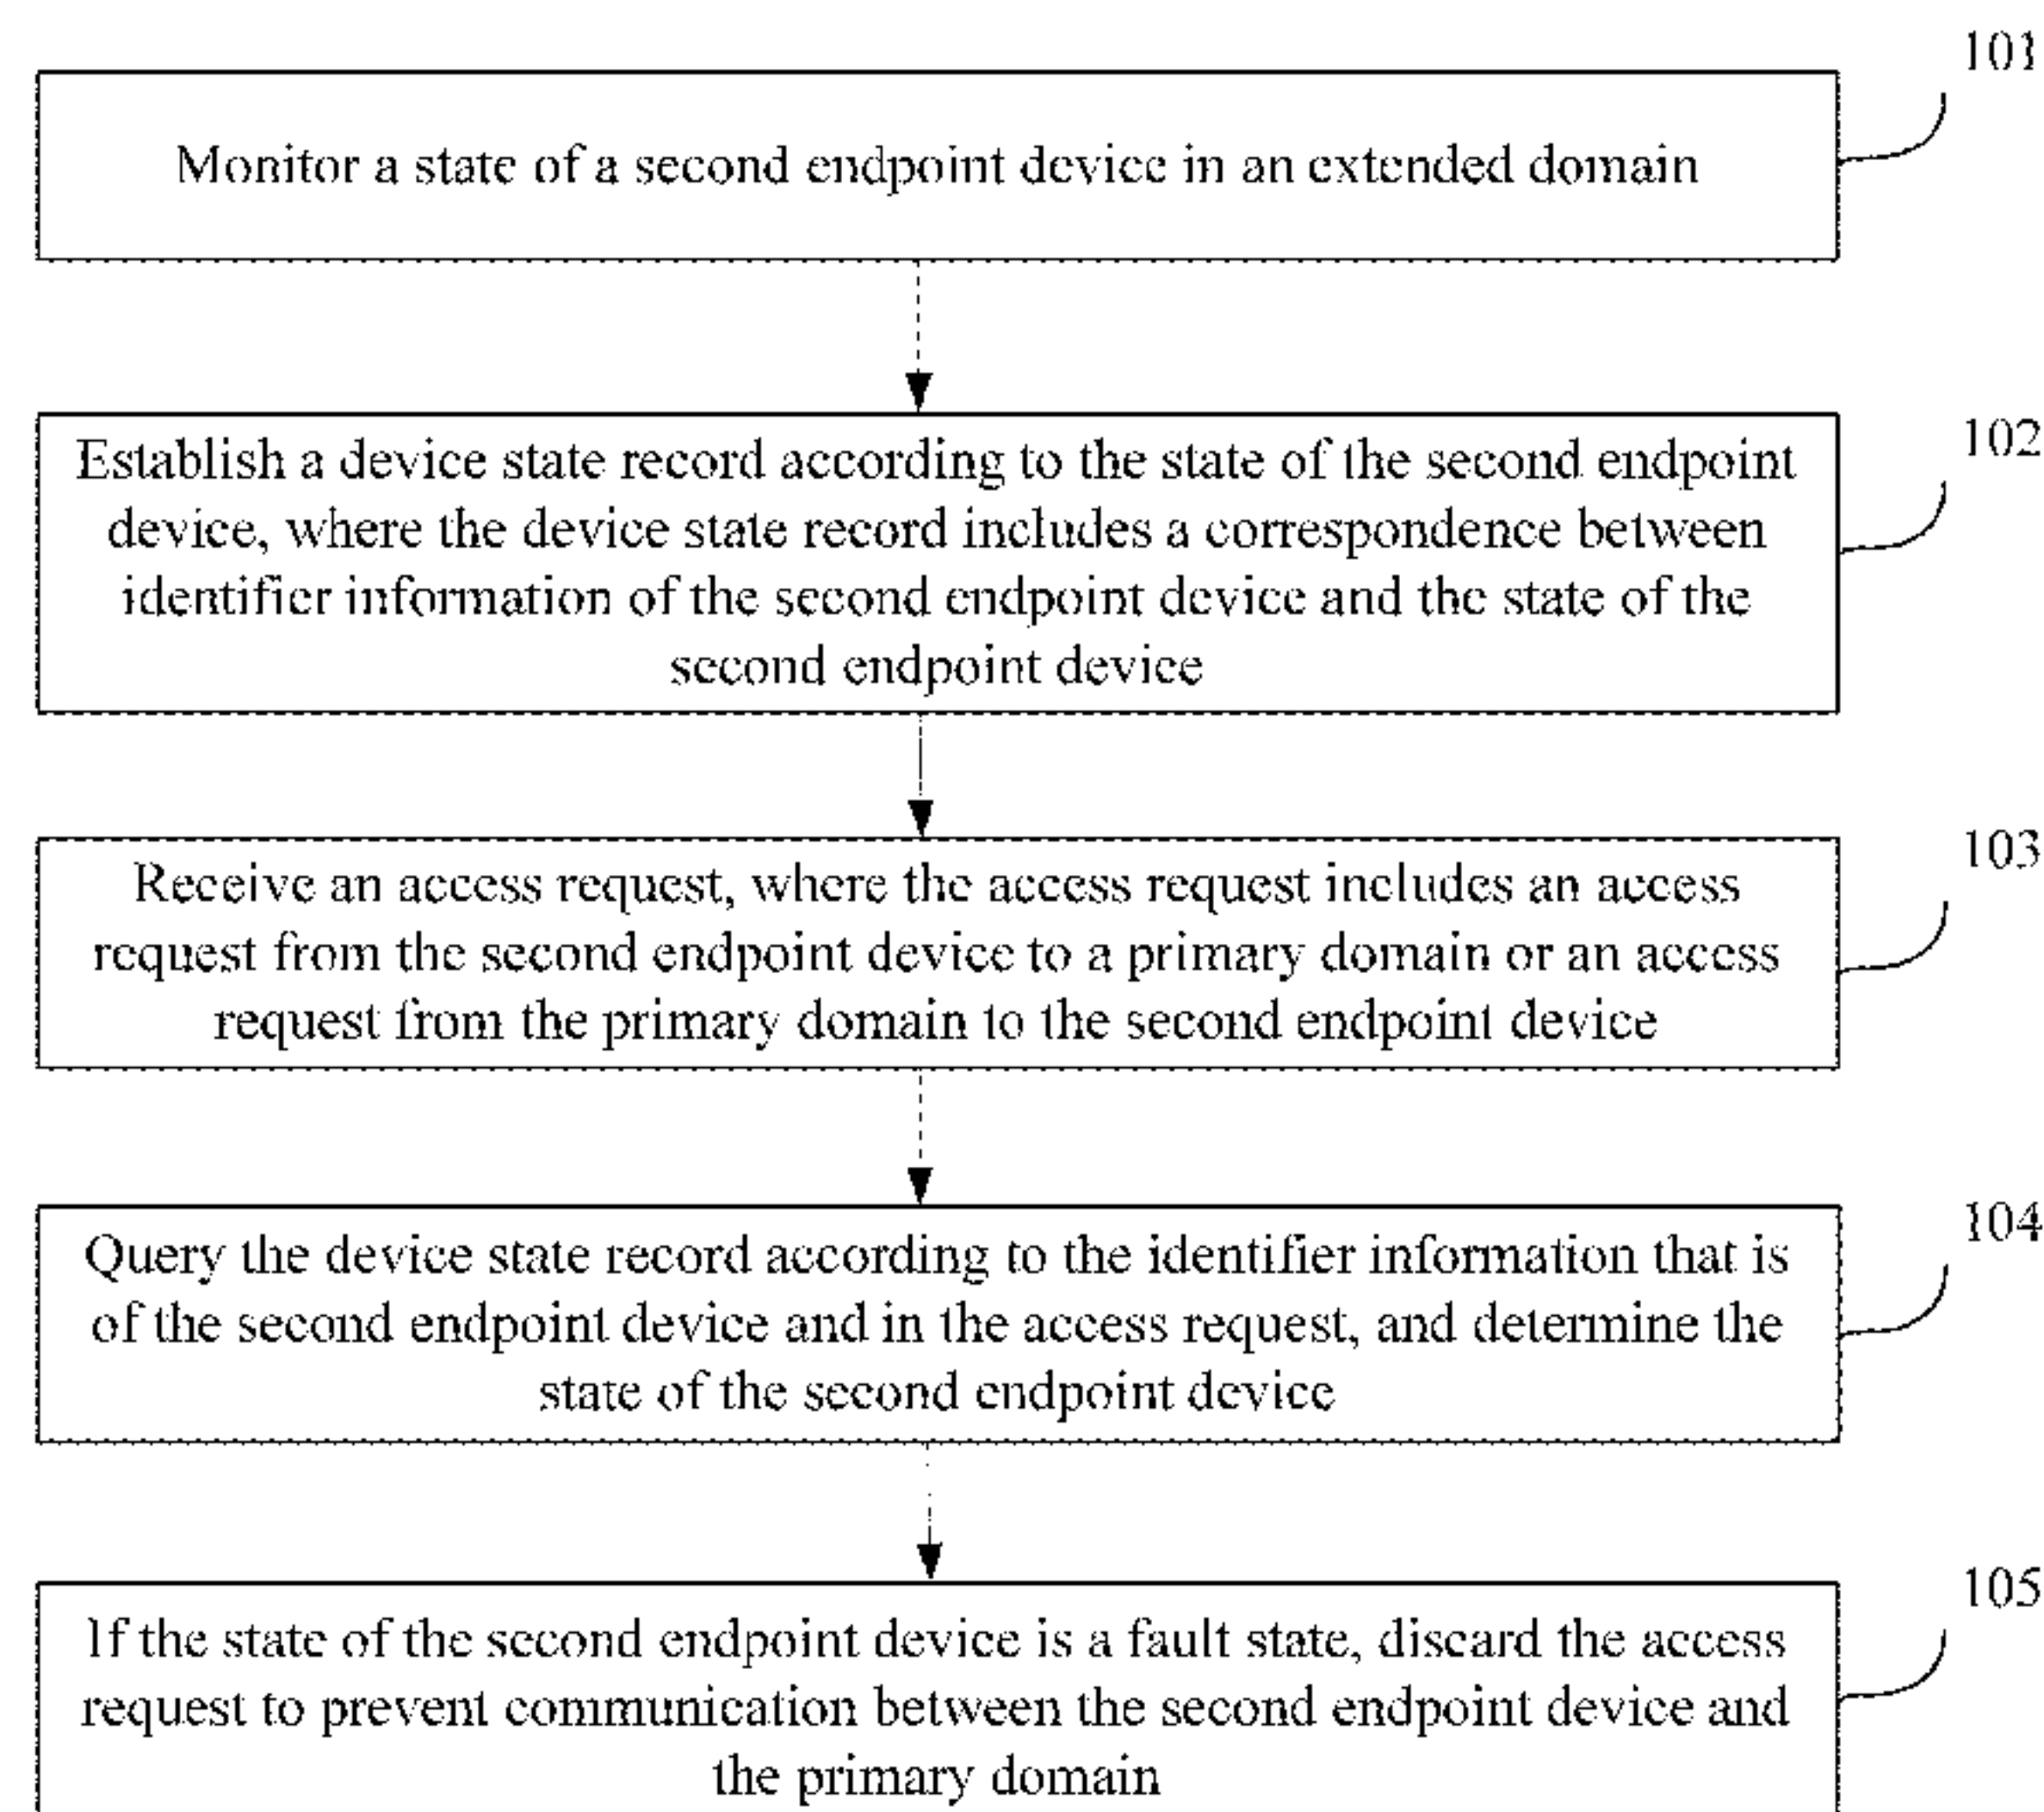 101
Monitor a state of a second endpoint device in an extended domain
102
Establish a device state record according to the state of the second endpoint
device, where the device state record includes a correspondence between
identifier information of the second endpoint device and the state of the
second endpoint device
103
Receive an access request, where the access request includes an access
request from the second endpoint device to a primary domain or an access
request from the primary domain to the second endpoint device
104
Query the device state record according to the identifier information that is
of the second endpoint device and in the access request, and determine the
state of the second endpoint device
105
If the state of the second endpoint device is a fault state, discard the access
request to prevent communication between the second endpoint device and
the primary domain